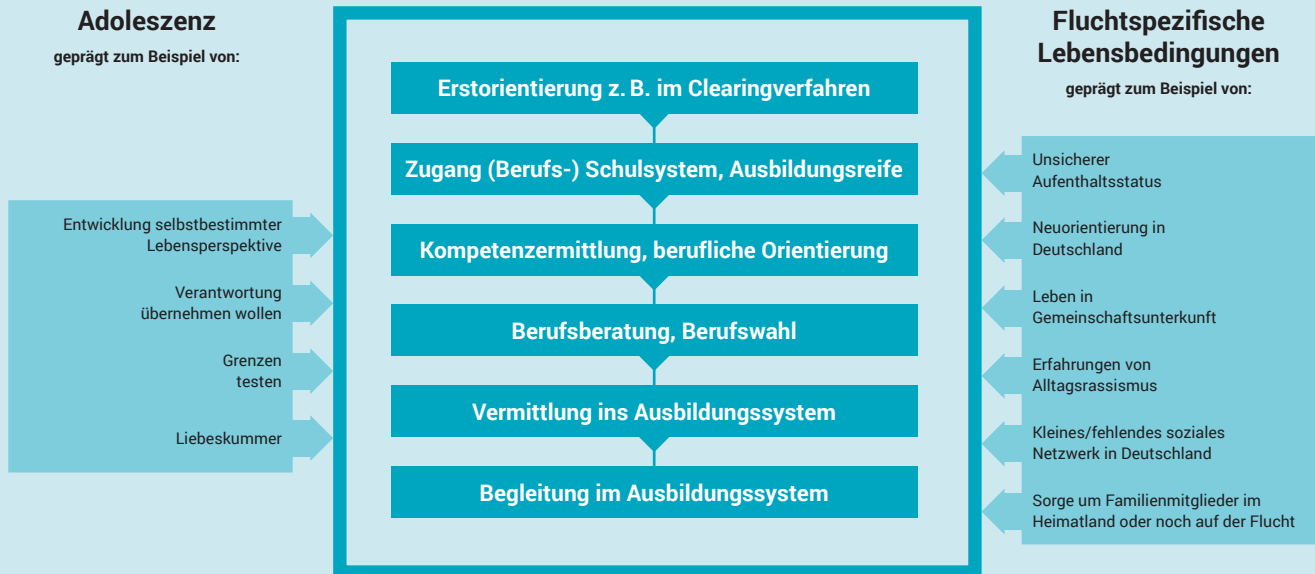 Adoleszenz
geprägt zum Beispiel von:
Entwicklung selbstbestimmter
Lebensperspektive
Verantwortung
übernehmen wollen
Grenzen
testen
Liebeskummer
Erstorientierung z. B. im Clearingverfahren
Zugang (Berufs-) Schulsystem, Ausbildungsreife
Kompetenzermittlung, berufliche Orientierung
Berufsberatung, Berufswahl
Vermittlung ins Ausbildungssystem
Begleitung im Ausbildungssystem
Fluchtspezifische
Lebensbedingungen
geprägt zum Beispiel von:
Unsicherer
Aufenthaltsstatus
Neuorientierung in
Deutschland
Leben in
Gemeinschaftsunterkunft
Erfahrungen von
Alltagsrassismus
Kleines/fehlendes soziales
Netzwerk in Deutschland
Sorge um Familienmitglieder im
Heimatland oder noch auf der Flucht